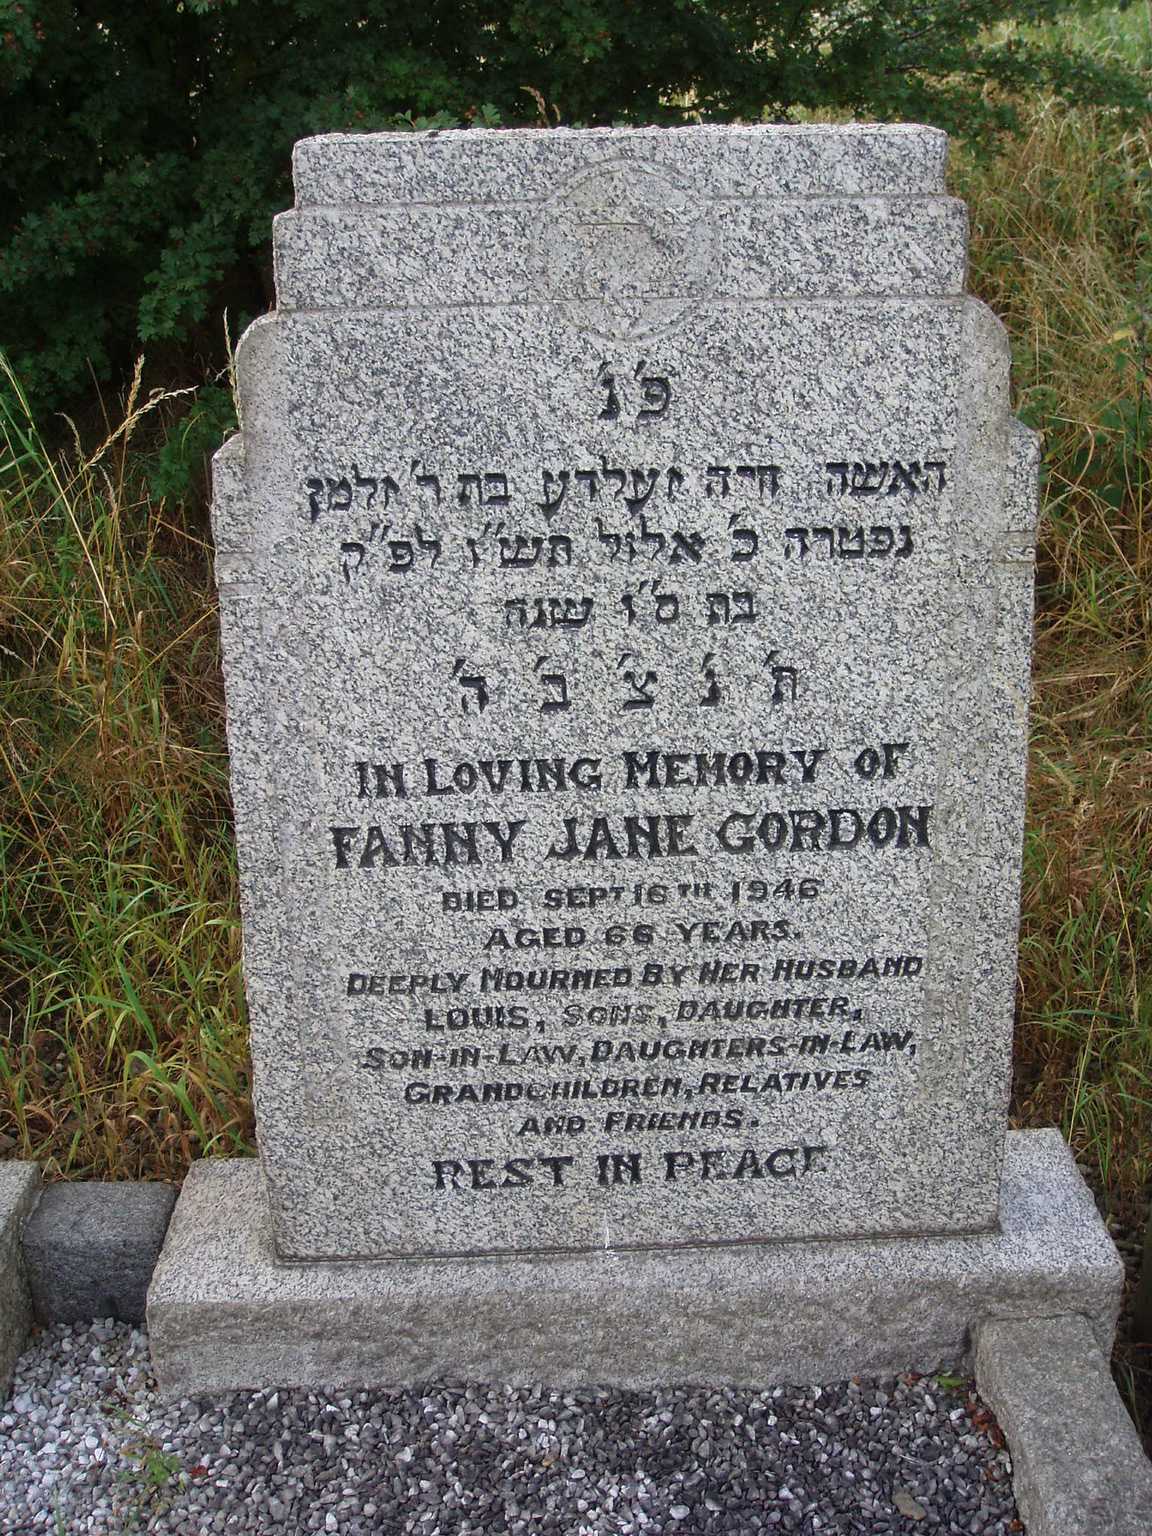 פ'נ'
האשה חיה זעלדע בת ר' זלמן
נפטרה כ' אלול תש"ו לפ"ק
בת ס"ו שנה
ת' נ' צ' ב' ה'
IN LOVING MEMORY OF
FANNY JANE GORDON
DIED SEPT 16TH 1946
AGED 66 YEARS.
DEEPLY MOURNED BY HER HUSBAND
LOUIS, SONS, DAUGHTER,
SON-IN-LAW, DAUGHTERS-IN-LAW,
GRANDCHILDREN, RELATIVES
AND FRIENDS.
REST IN PEACE